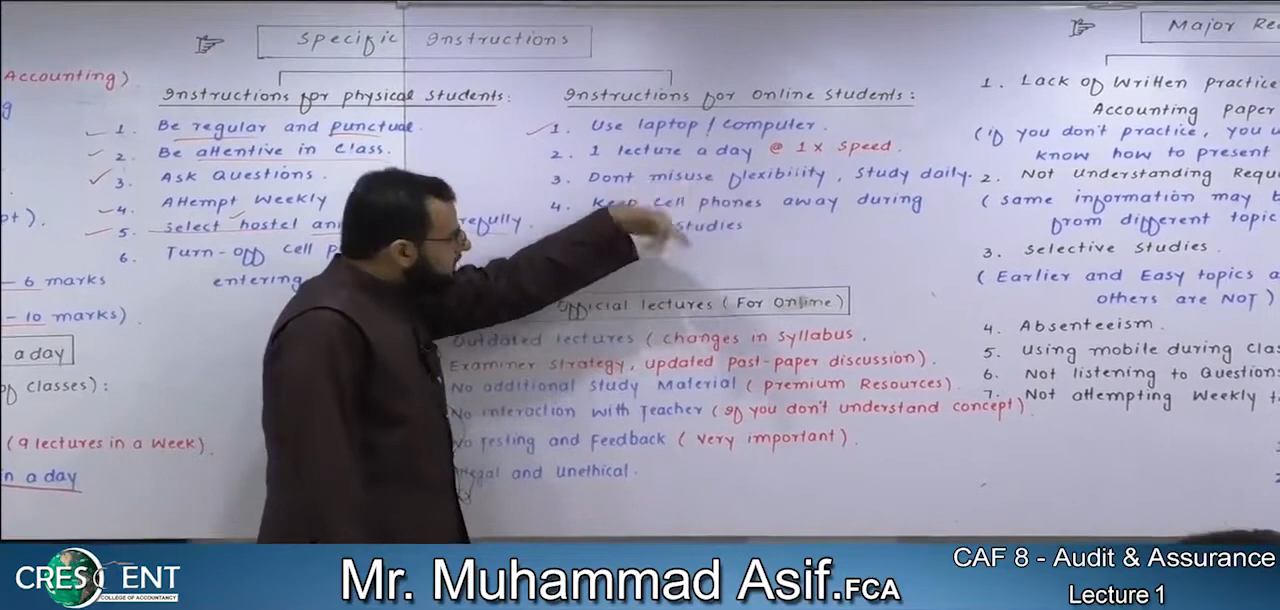 Accounting)
g
pt).
- 6 marks
- 10 marks)
a day
of classes):
(9 lectures in a week)
in a day
☞ Specific Instructions
Instructions for physical students:
1. Be regular and punctual.
2. Be attentive in class.
3. Ask Questions.
4. Attempt weekly
5. select hostel an refully.
6. Turn-off cell p
entering
Instructions for online students:
1. Use laptop / computer.
2. 1 lecture a day @ 1x speed.
3. Dont misuse flexibility, study daily.
4. Keep cell phones away during
studies
official lectures (For online)
Outdated lectures (changes in syllabus,
Examiner strategy, updated past-paper discussion).
No additional study Material (premium Resources).
No interaction with Teacher (if you don't understand concept).
No Testing and Feedback (very important).
egal and unethical.
☞ Major Re
1. Lack of written practice
Accounting paper
(if you don't practice, you w
know how to present
2. Not understanding Requ
(same information may b
from different topic
3. selective studies.
(Earlier and Easy topics a
others are NOT)
4. Absenteeism.
5. using mobile during clas
6. Not listening to Question
7. Not attempting weekly t
CRESCENT
COLLEGE OF ACCOUNTANCY
Mr. Muhammad Asif.FCA
CAF 8 - Audit & Assurance
Lecture 1